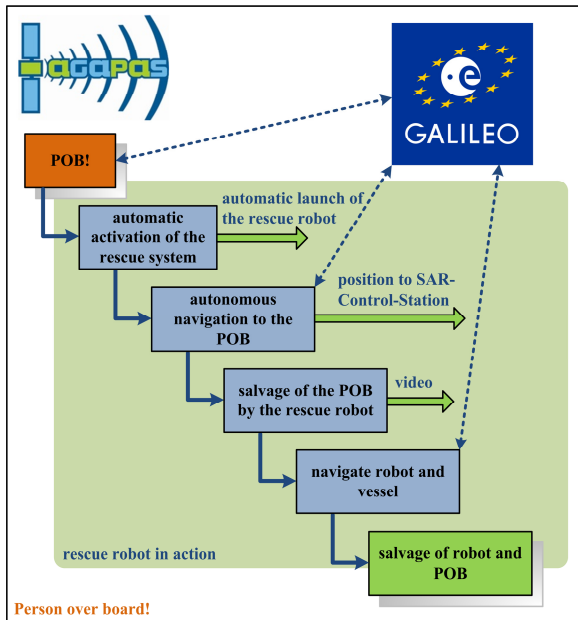 aGaPaS
e
GALILEO
POB!
automatic launch of
the rescue robot
automatic
activation of the
rescue system
position to SAR-
Control-Station
autonomous
navigation to the
POB
video
salvage of the POB
by the rescue robot
navigate robot and
vessel
rescue robot in action
salvage of robot and
POB
Person over board!